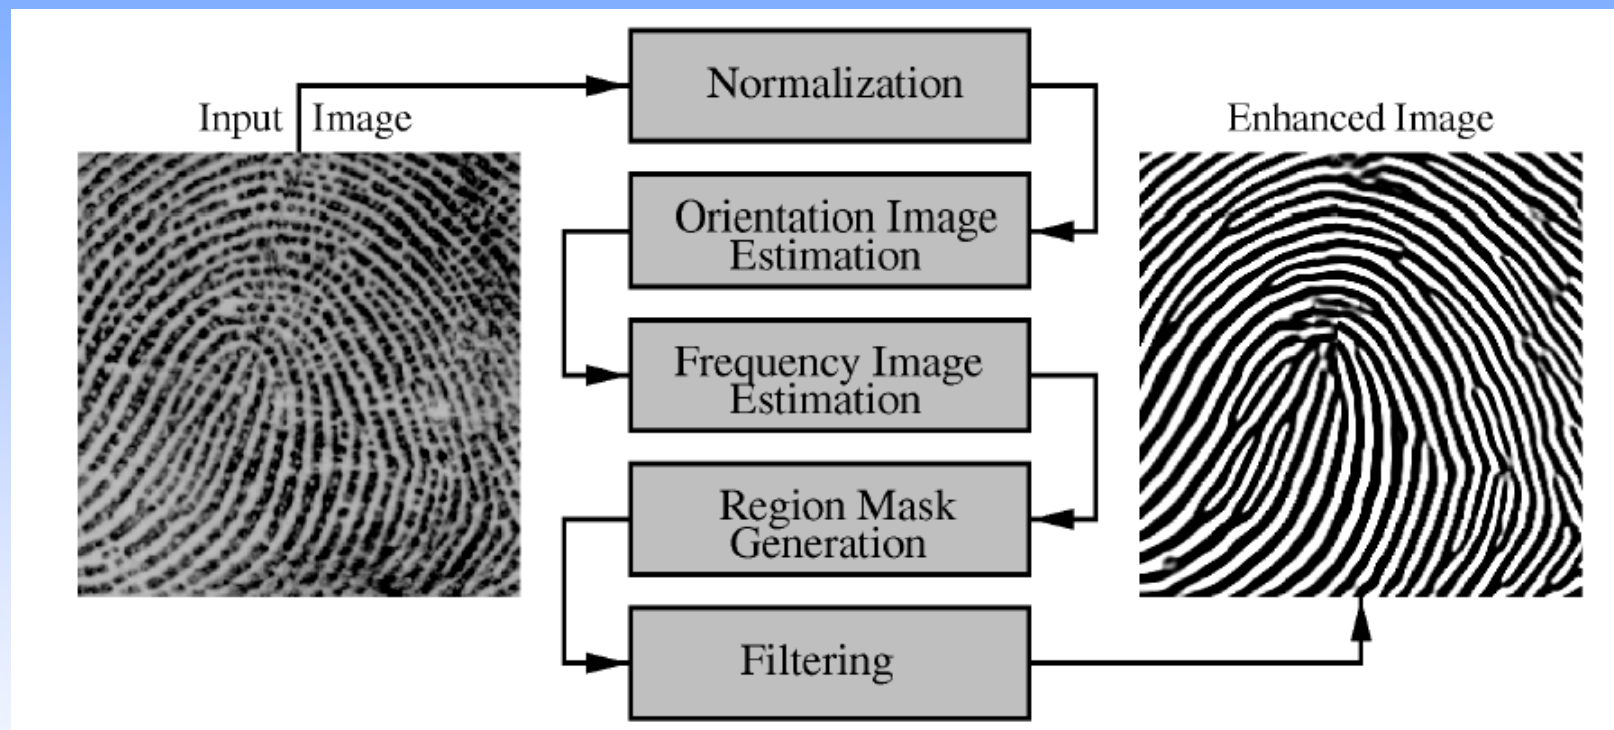 Input Image
Normalization
Orientation Image
Estimation
Frequency Image
Estimation
Region Mask
Generation
Filtering
Enhanced Image